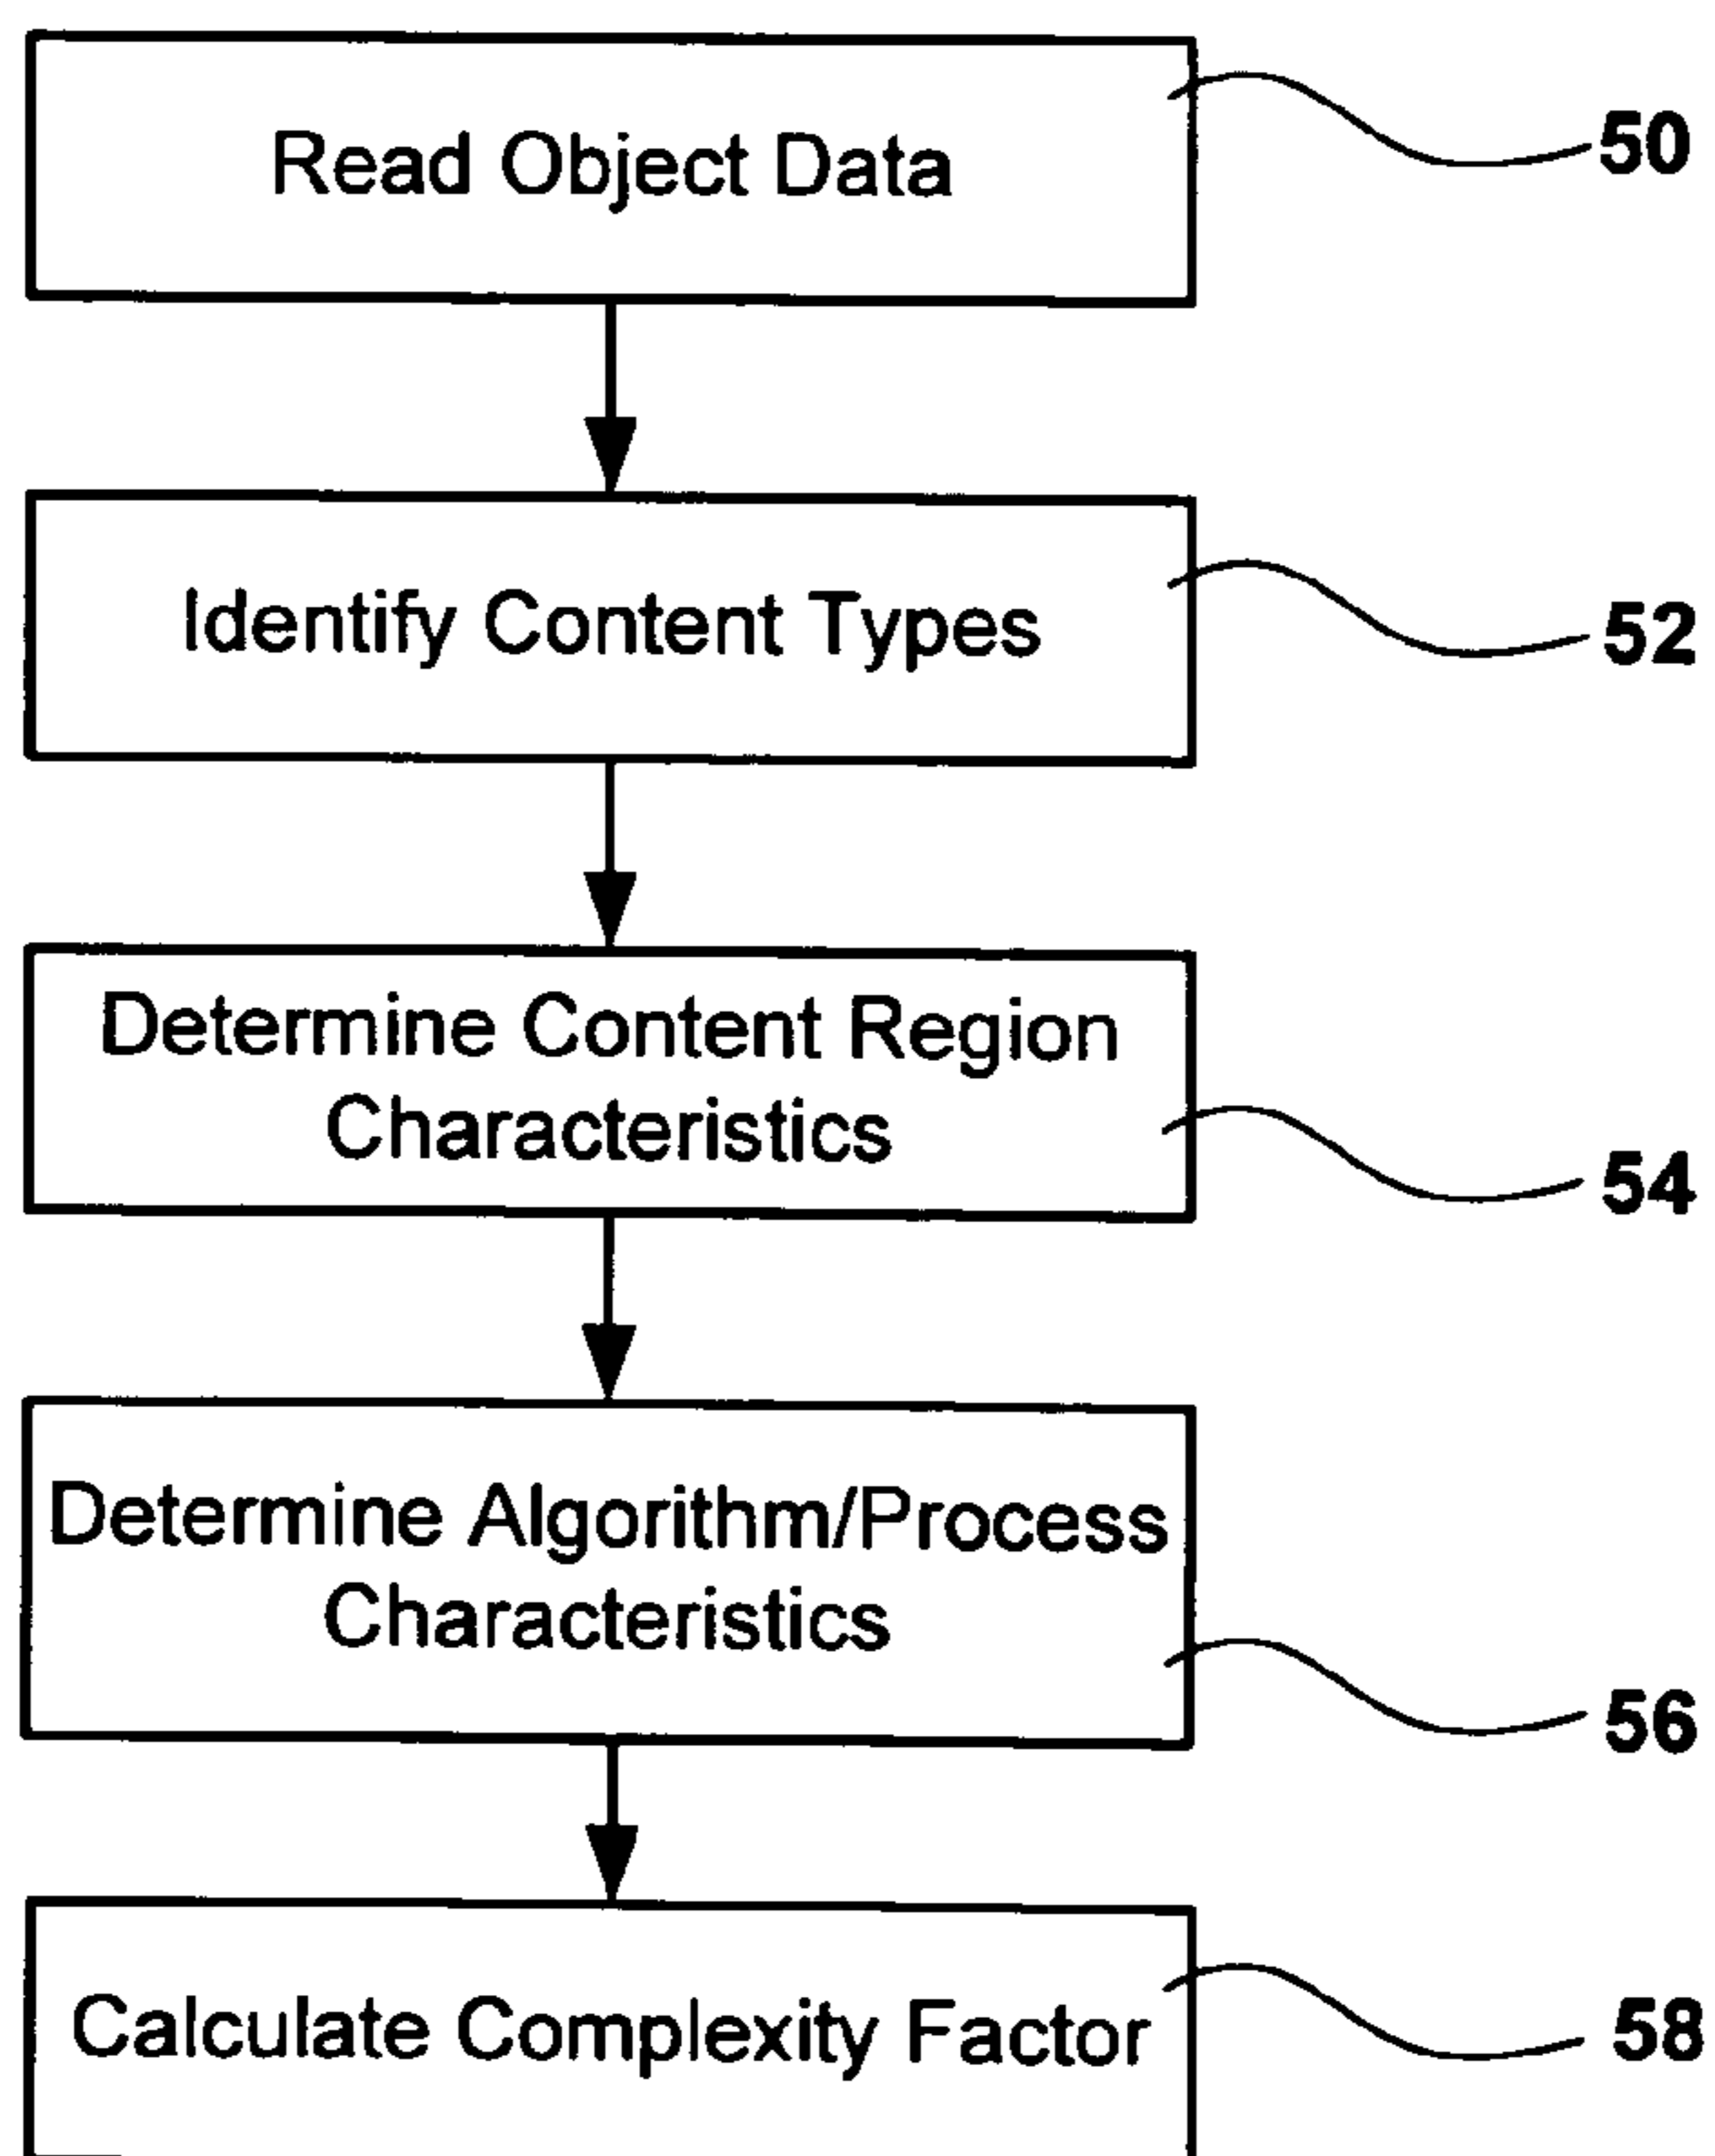 Read Object Data
50
Identify Content Types
52
Determine Content Region
Characteristics
54
Determine Algorithm/Process
Characteristics
56
Calculate Complexity Factor
58